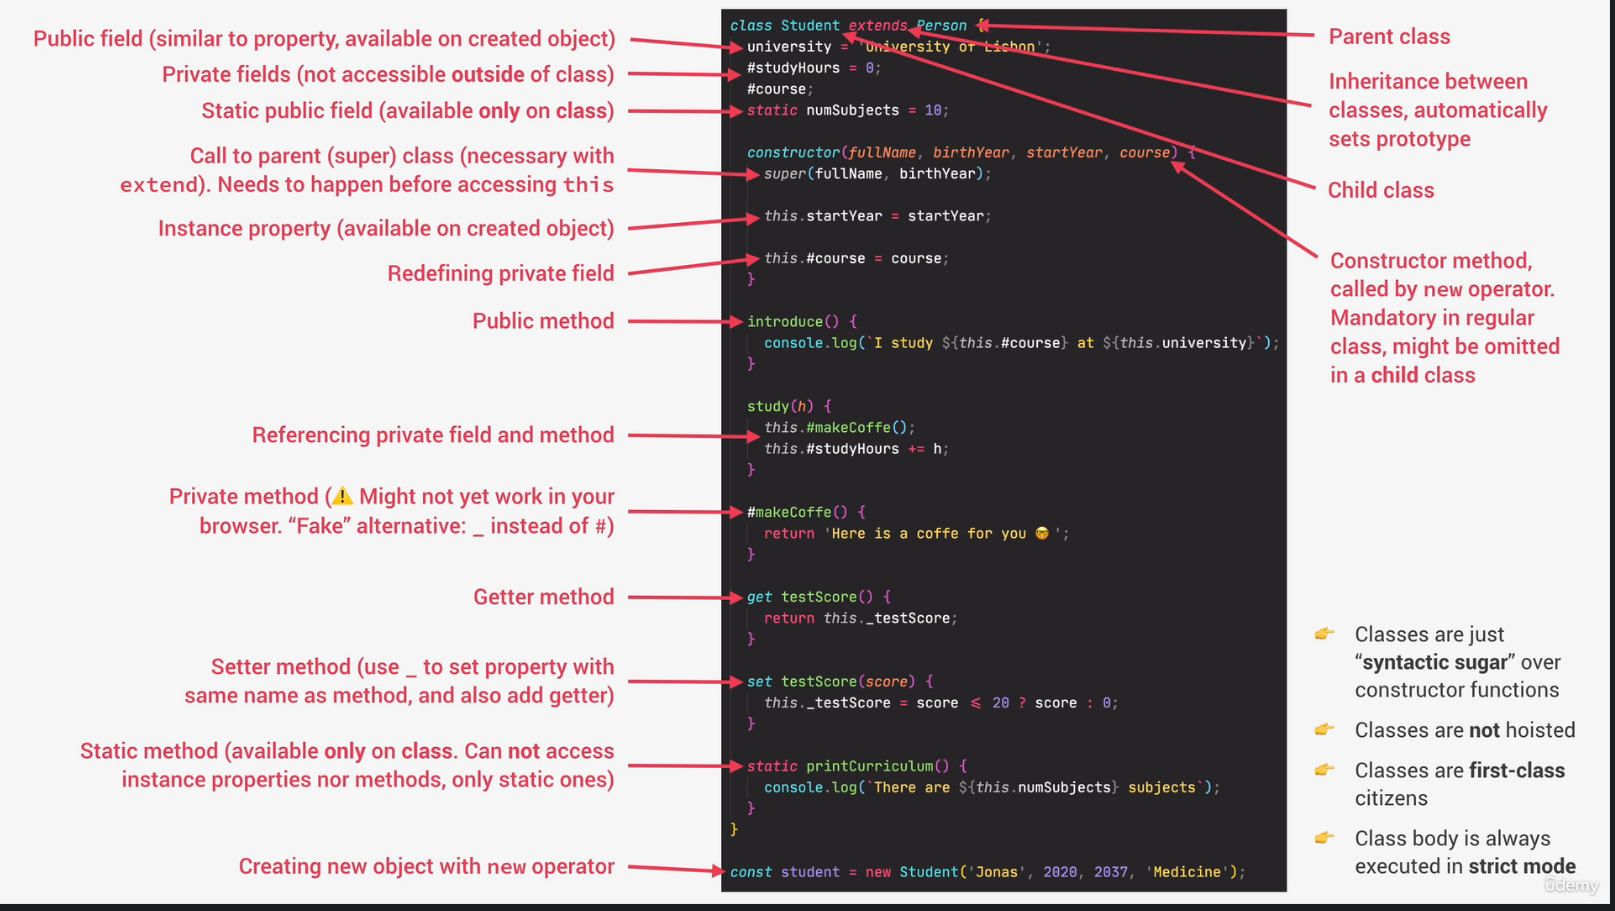 Public field (similar to property, available on created object)
Private fields (not accessible outside of class)
Static public field (available only on class)
Call to parent (super) class (necessary with
extend). Needs to happen before accessing this
Instance property (available on created object)
Redefining private field
Public method
Referencing private field and method
Private method (⚠️ Might not yet work in your
browser. “Fake” alternative: _ instead of #)
Getter method
Setter method (use _ to set property with
same name as method, and also add getter)
Static method (available only on class. Can not access
instance properties nor methods, only static ones)
Creating new object with new operator
class Student extends Person {
university = 'University of Lisbon';
#studyHours = 0;
#course;
static numSubjects = 10;
constructor(fullName, birthYear, startYear, course) {
super(fullName, birthYear);
this.startYear = startYear;
this.#course = course;
}
introduce() {
console.log(`I study ${this.#course} at ${this.university}`);
}
study(h) {
this.#makeCoffe();
this.#studyHours += h;
}
#makeCoffe() {
return 'Here is a coffe for you 🤓 ';
}
get testScore() {
return this._testScore;
}
set testScore(score) {
this._testScore = score ⩽ 20 ? score : 0;
}
static printCurriculum() {
console.log(`There are ${this.numSubjects} subjects`);
}
}
const student = new Student('Jonas', 2020, 2037, 'Medicine');
Parent class
Inheritance between
classes, automatically
sets prototype
Child class
Constructor method,
called by new operator.
Mandatory in regular
class, might be omitted
in a child class
👉 Classes are just
“syntactic sugar” over
constructor functions
👉 Classes are not hoisted
👉 Classes are first-class
citizens
👉 Class body is always
executed in strict mode
ûdemy